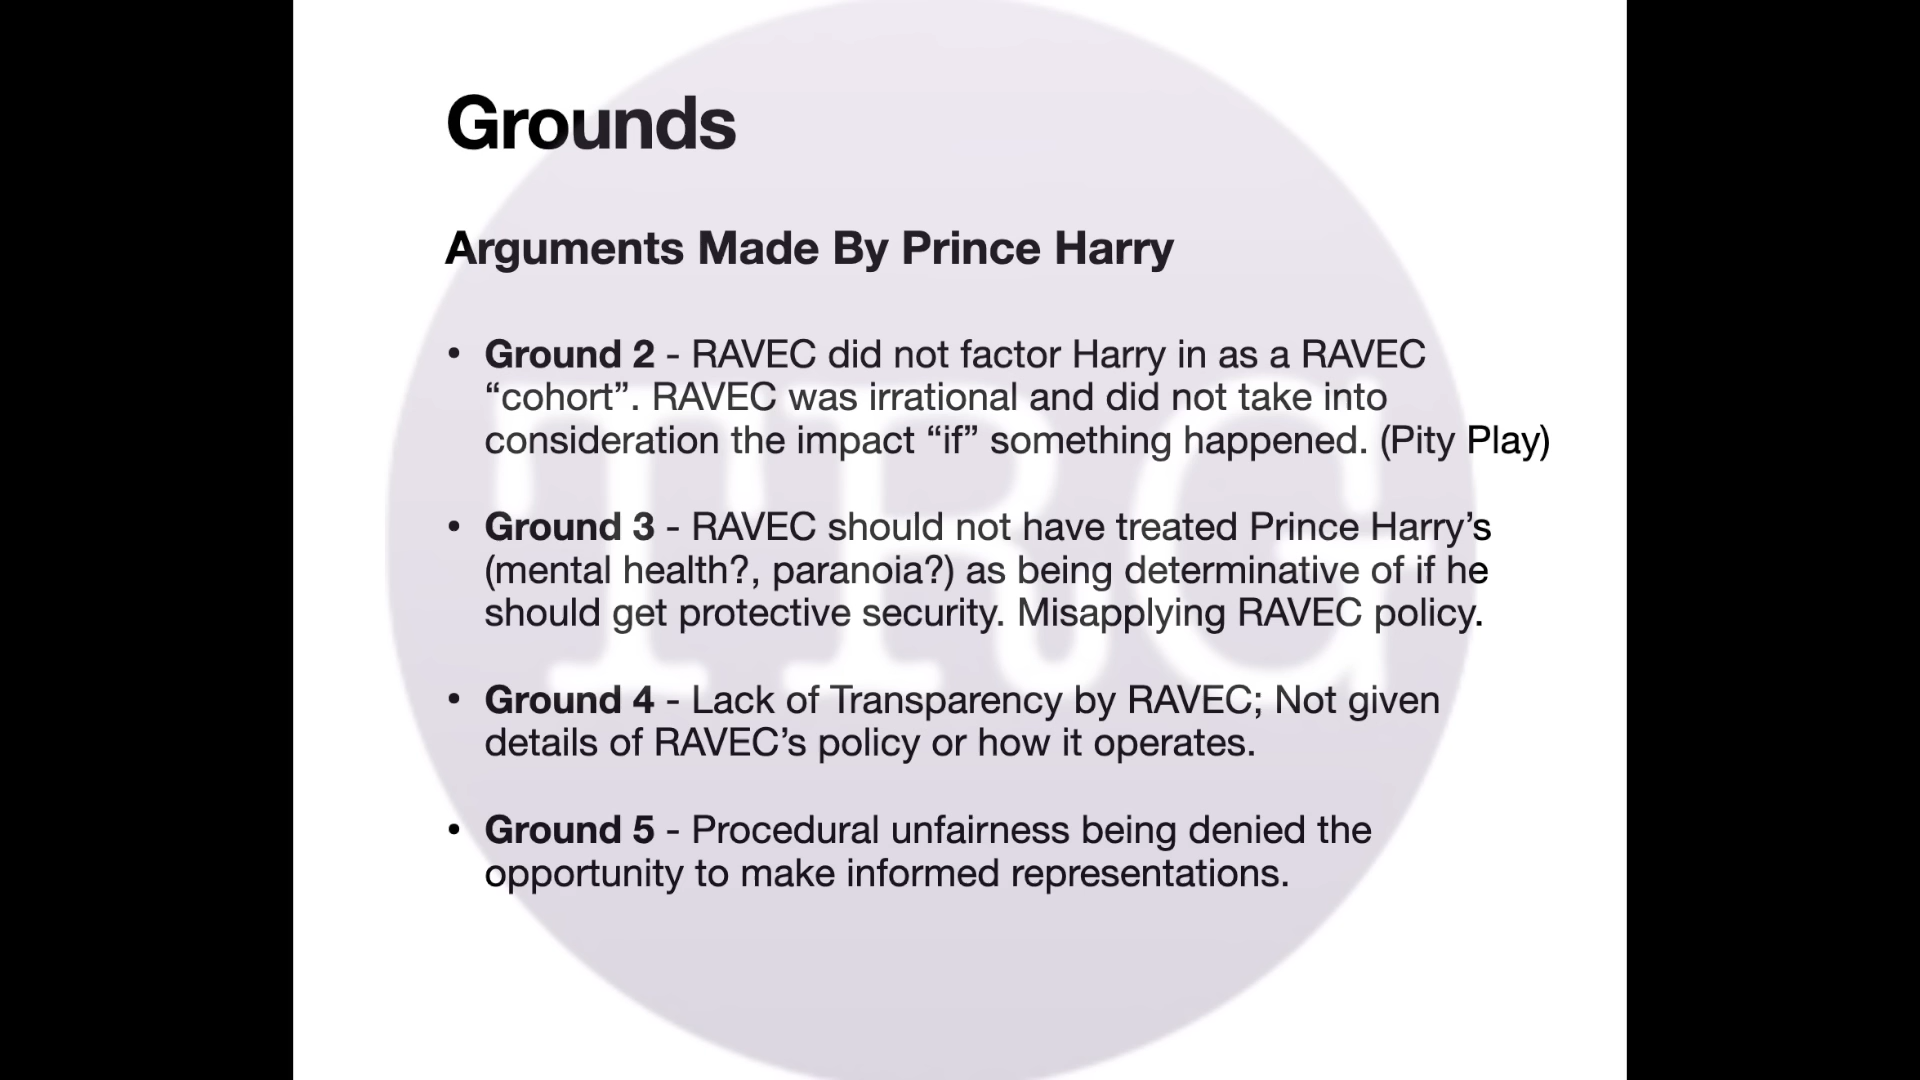 Grounds
Arguments Made By Prince Harry
• Ground 2 - RAVEC did not factor Harry in as a RAVEC
“cohort”. RAVEC was irrational and did not take into
consideration the impact “if” something happened. (Pity Play)
• Ground 3 - RAVEC should not have treated Prince Harry’s
(mental health?, paranoia?) as being determinative of if he
should get protective security. Misapplying RAVEC policy.
• Ground 4 - Lack of Transparency by RAVEC; Not given
details of RAVEC’s policy or how it operates.
• Ground 5 - Procedural unfairness being denied the
opportunity to make informed representations.
TRG